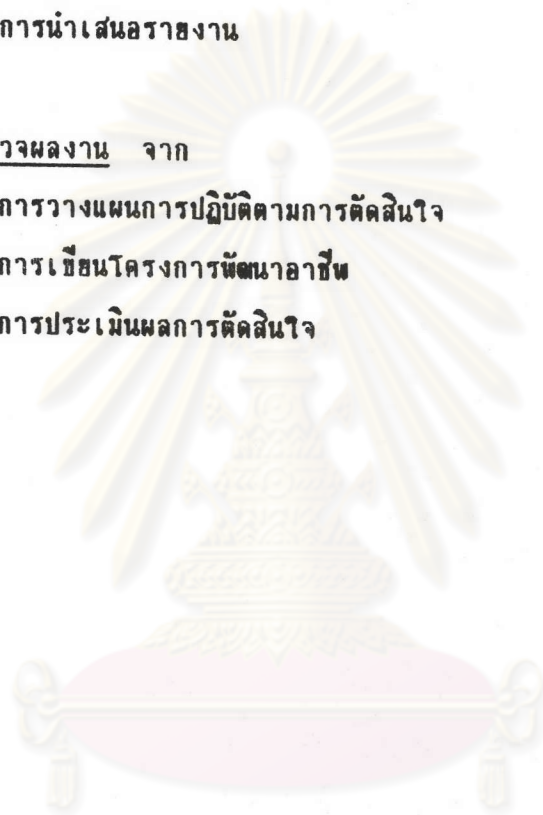 การนำเสนอรายงาน
วจผลงาน จาก
การวางแผนการปฏิบัติตามการตัดสินใจ
การเขียนโครงการพัฒนาอาชีพ
การประเมินผลการตัดสินใจ